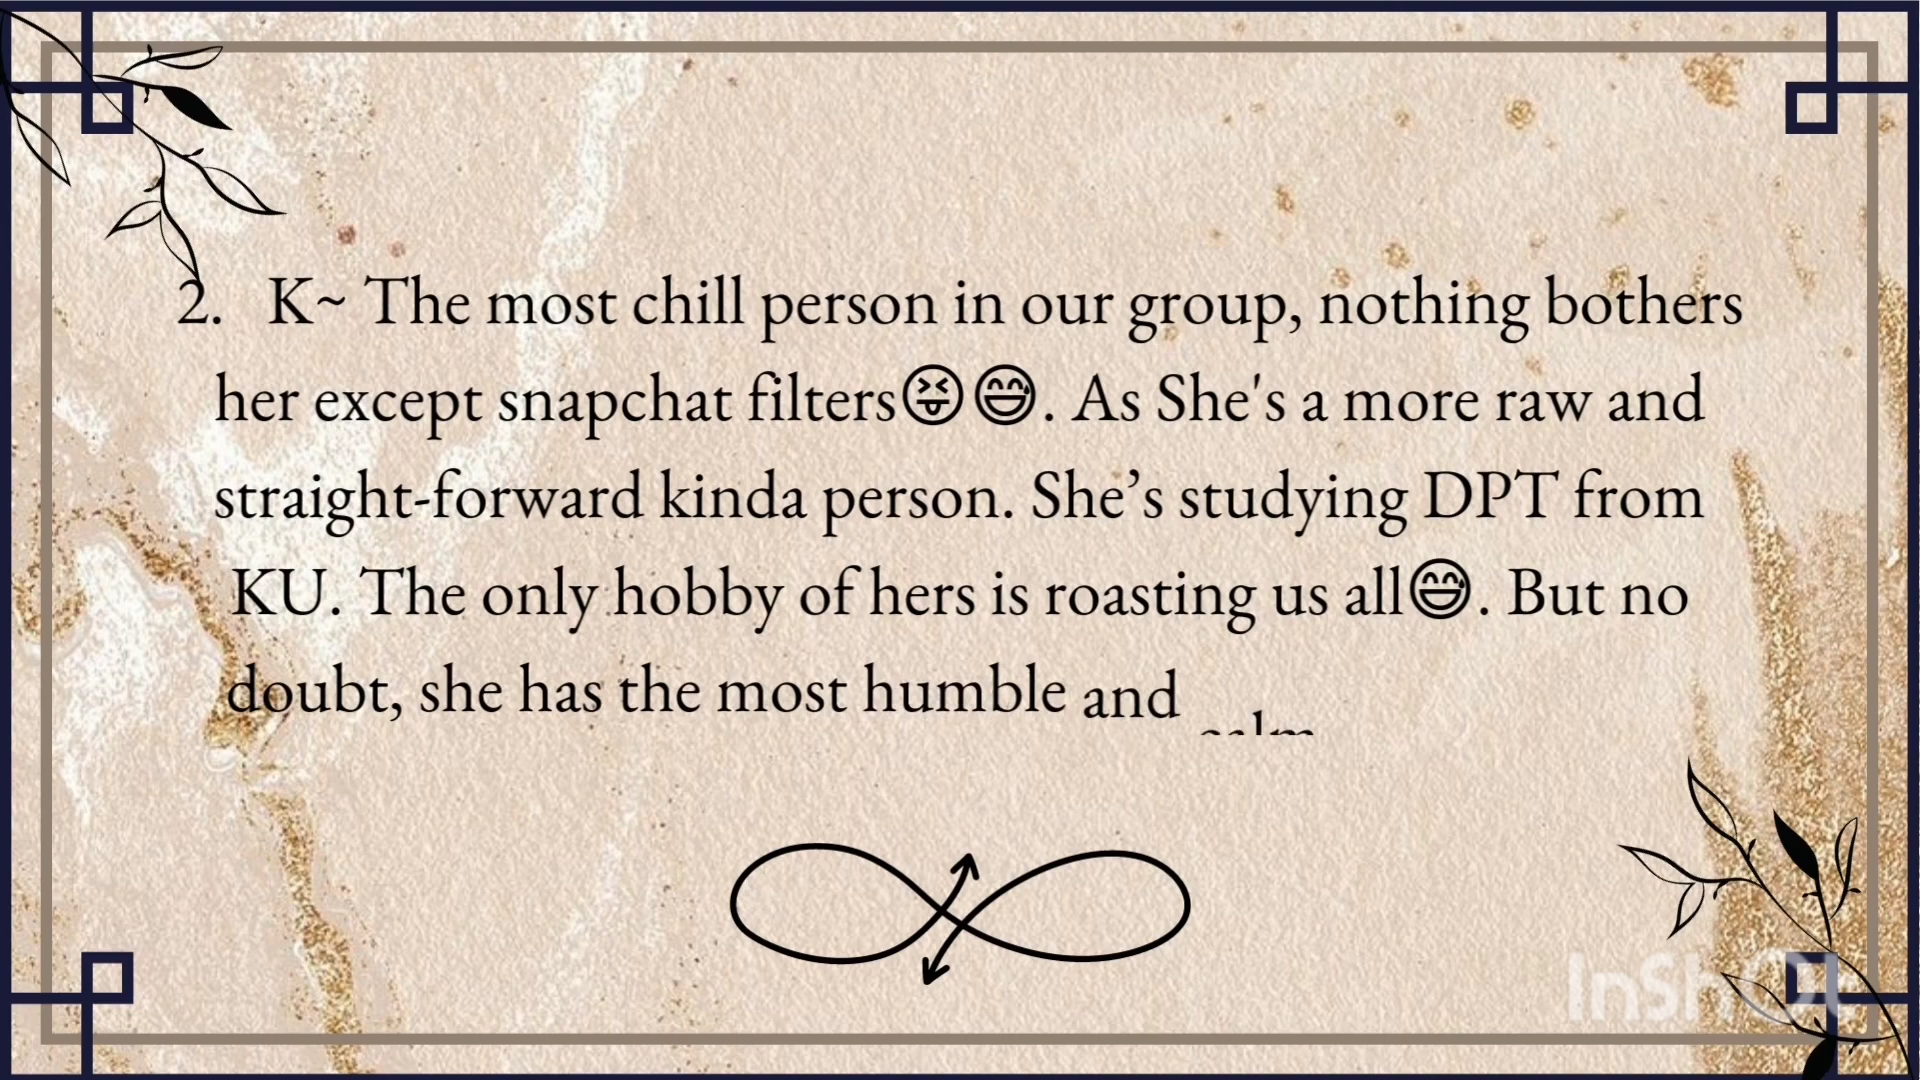 2. K~ The most chill person in our group, nothing bothers
her except snapchat filters😝😅. As She's a more raw and
straight-forward kinda person. She’s studying DPT from
KU. The only hobby of hers is roasting us all😅. But no
doubt, she has the most humble and calm
InShOt